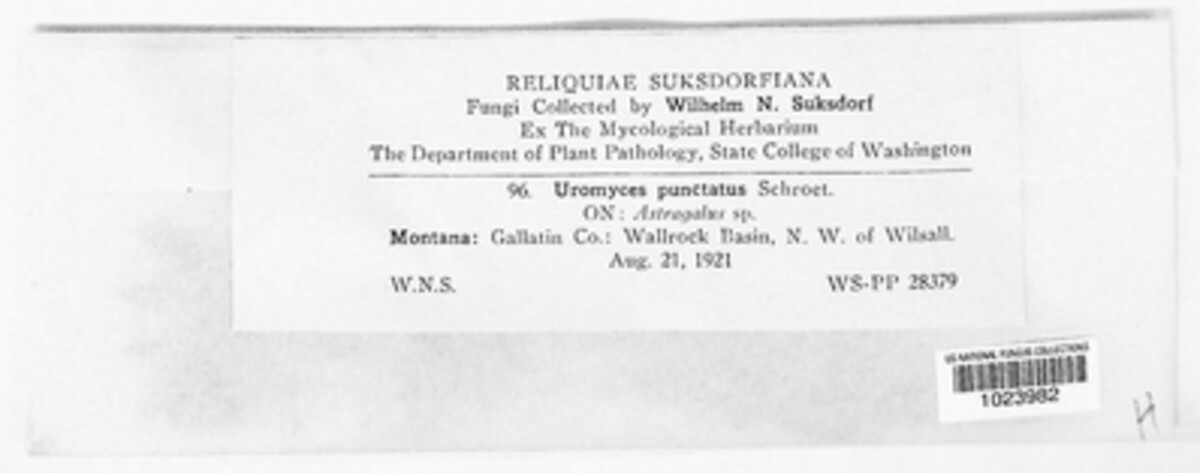 RELIQUIAE SUKSDORFIANA
Fungi Collected by Wilhelm N. Suksdorf
Ex The Mycological Herbarium
The Department of Plant Pathology, State College of Washington
96. Uromyces punctatus Schroet.
ON: Astragalus sp.
Montana: Gallatin Co.: Wallrock Basin, N. W. of Wilsall.
Aug. 21, 1921
W.N.S. WS-PP 28379
US NATIONAL FUNGUS COLLECTIONS
1023982
H